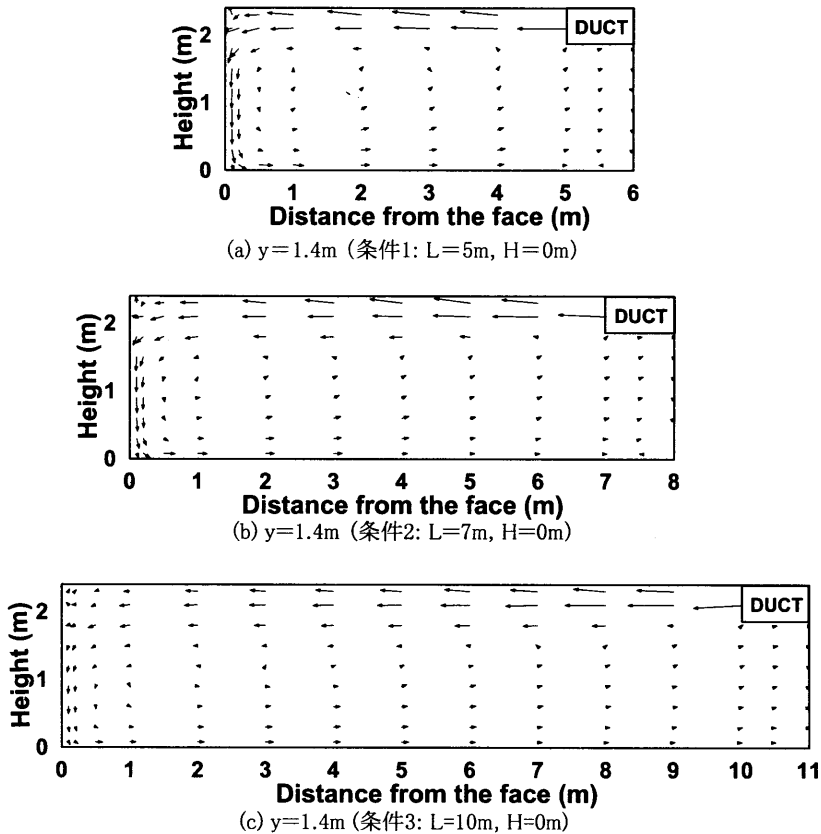 DUCT
Height (m)
2
1
0
0 1 2 3 4 5 6
Distance from the face (m)
(a) y=1.4m (条件1: L=5m, H=0m)
DUCT
Height (m)
2
1
0
0 1 2 3 4 5 6 7 8
Distance from the face (m)
(b) y=1.4m (条件2: L=7m, H=0m)
DUCT
Height (m)
2
1
0
0 1 2 3 4 5 6 7 8 9 10 11
Distance from the face (m)
(c) y=1.4m (条件3: L=10m, H=0m)